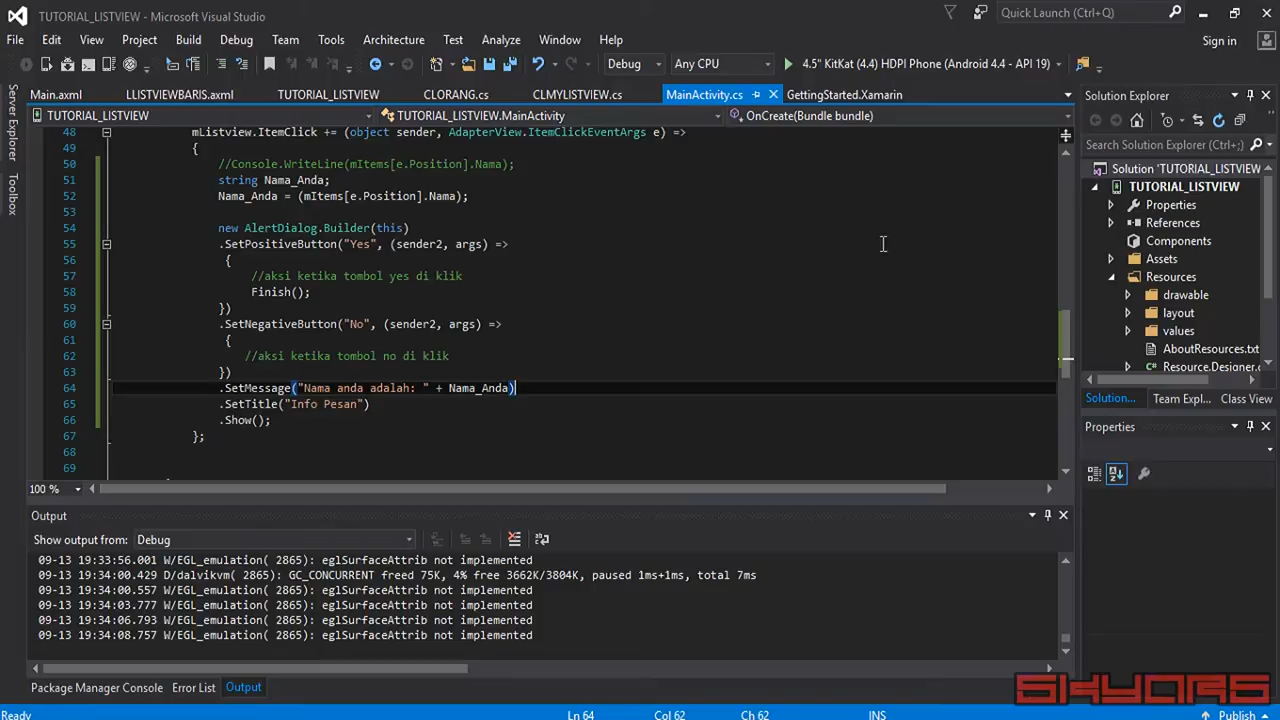 TUTORIAL_LISTVIEW - Microsoft Visual Studio
Quick Launch (Ctrl+Q)
File Edit View Project Build Debug Team Tools Architecture Test Analyze Window Help
Sign in
Debug Any CPU 4.5" KitKat (4.4) HDPI Phone (Android 4.4 - API 19)
Server Explorer
Toolbox
Main.axml LLISTVIEWBARIS.axml TUTORIAL_LISTVIEW CLORANG.cs CLMYLISTVIEW.cs MainActivity.cs GettingStarted.Xamarin
TUTORIAL_LISTVIEW TUTORIAL_LISTVIEW.MainActivity OnCreate(Bundle bundle)
48 mListview.ItemClick += (object sender, AdapterView.ItemClickEventArgs e) =>
49 {
50 //Console.WriteLine(mItems[e.Position].Nama);
51 string Nama_Anda;
52 Nama_Anda = (mItems[e.Position].Nama);
53
54 new AlertDialog.Builder(this)
55 .SetPositiveButton("Yes", (sender2, args) =>
56 {
57 //aksi ketika tombol yes di klik
58 Finish();
59 })
60 .SetNegativeButton("No", (sender2, args) =>
61 {
62 //aksi ketika tombol no di klik
63 })
64 .SetMessage("Nama anda adalah: " + Nama_Anda)
65 .SetTitle("Info Pesan")
66 .Show();
67 };
68
69
100 %
Solution Explorer
Search Solution Explorer (Ctrl+;)
Solution 'TUTORIAL_LISTVIEW'
TUTORIAL_LISTVIEW
Properties
References
Components
Assets
Resources
drawable
layout
values
AboutResources.txt
Resource.Designer.c
Solution... Team Expl... Class View
Properties
Output
Show output from: Debug
09-13 19:33:56.001 W/EGL_emulation( 2865): eglSurfaceAttrib not implemented
09-13 19:34:00.429 D/dalvikvm( 2865): GC_CONCURRENT freed 75K, 4% free 3662K/3804K, paused 1ms+1ms, total 7ms
09-13 19:34:00.557 W/EGL_emulation( 2865): eglSurfaceAttrib not implemented
09-13 19:34:03.777 W/EGL_emulation( 2865): eglSurfaceAttrib not implemented
09-13 19:34:06.793 W/EGL_emulation( 2865): eglSurfaceAttrib not implemented
09-13 19:34:08.757 W/EGL_emulation( 2865): eglSurfaceAttrib not implemented
Package Manager Console Error List Output
Ready Ln 64 Col 62 Ch 62 INS Publish